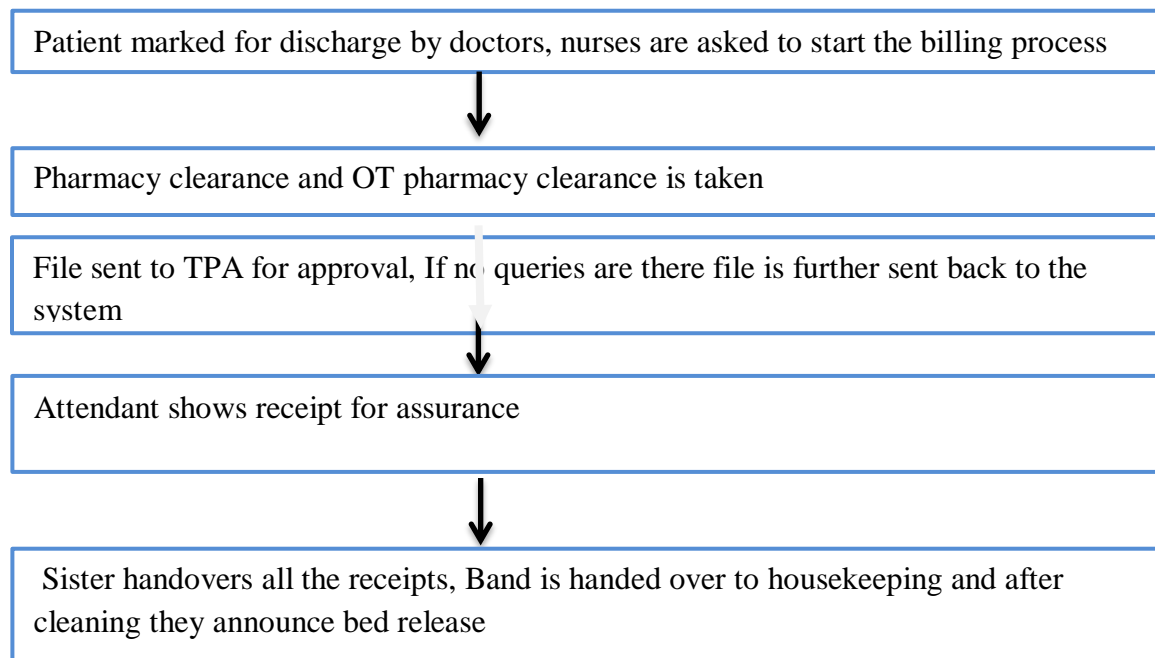 Patient marked for discharge by doctors, nurses are asked to start the billing process
Pharmacy clearance and OT pharmacy clearance is taken
File sent to TPA for approval, If no queries are there file is further sent back to the
system
Attendant shows receipt for assurance
Sister handovers all the receipts, Band is handed over to housekeeping and after
cleaning they announce bed release